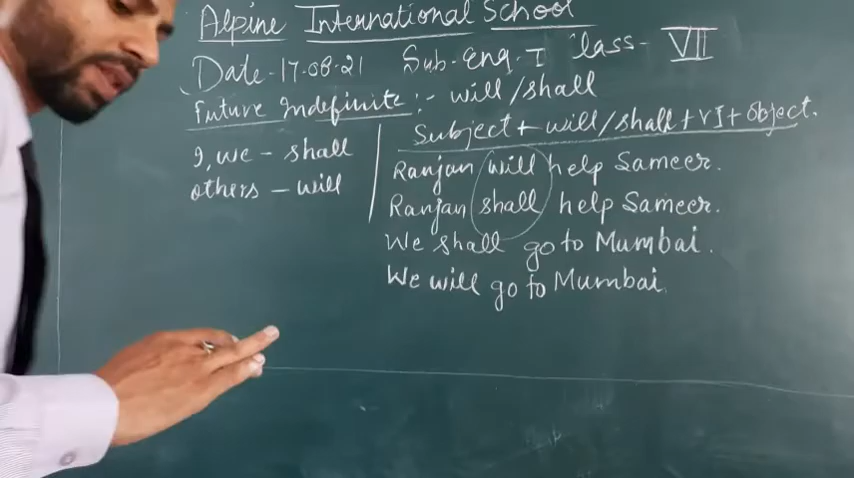 Alpine International School
Date-17-08-21 Sub-Eng-I Class- VII
Future Indefinite:- will/shall
Subject + will/shall + V I + Object.
I, we - shall
others - will
Ranjan will help Sameer.
Ranjan shall help Sameer.
We shall go to Mumbai.
We will go to Mumbai.